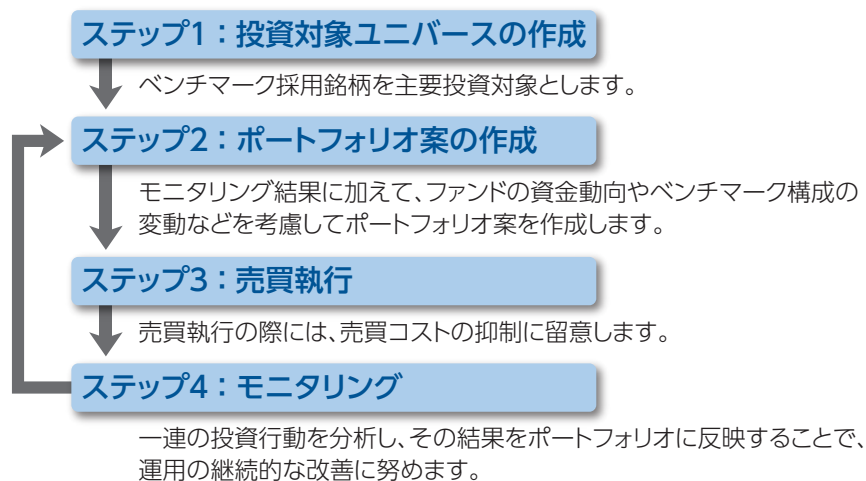 ステップ1：投資対象ユニバースの作成
ベンチマーク採用銘柄を主要投資対象とします。
ステップ2：ポートフォリオ案の作成
モニタリング結果に加えて、ファンドの資金動向やベンチマーク構成の
変動などを考慮してポートフォリオ案を作成します。
ステップ3：売買執行
売買執行の際には、売買コストの抑制に留意します。
ステップ4：モニタリング
一連の投資行動を分析し、その結果をポートフォリオに反映することで、
運用の継続的な改善に努めます。